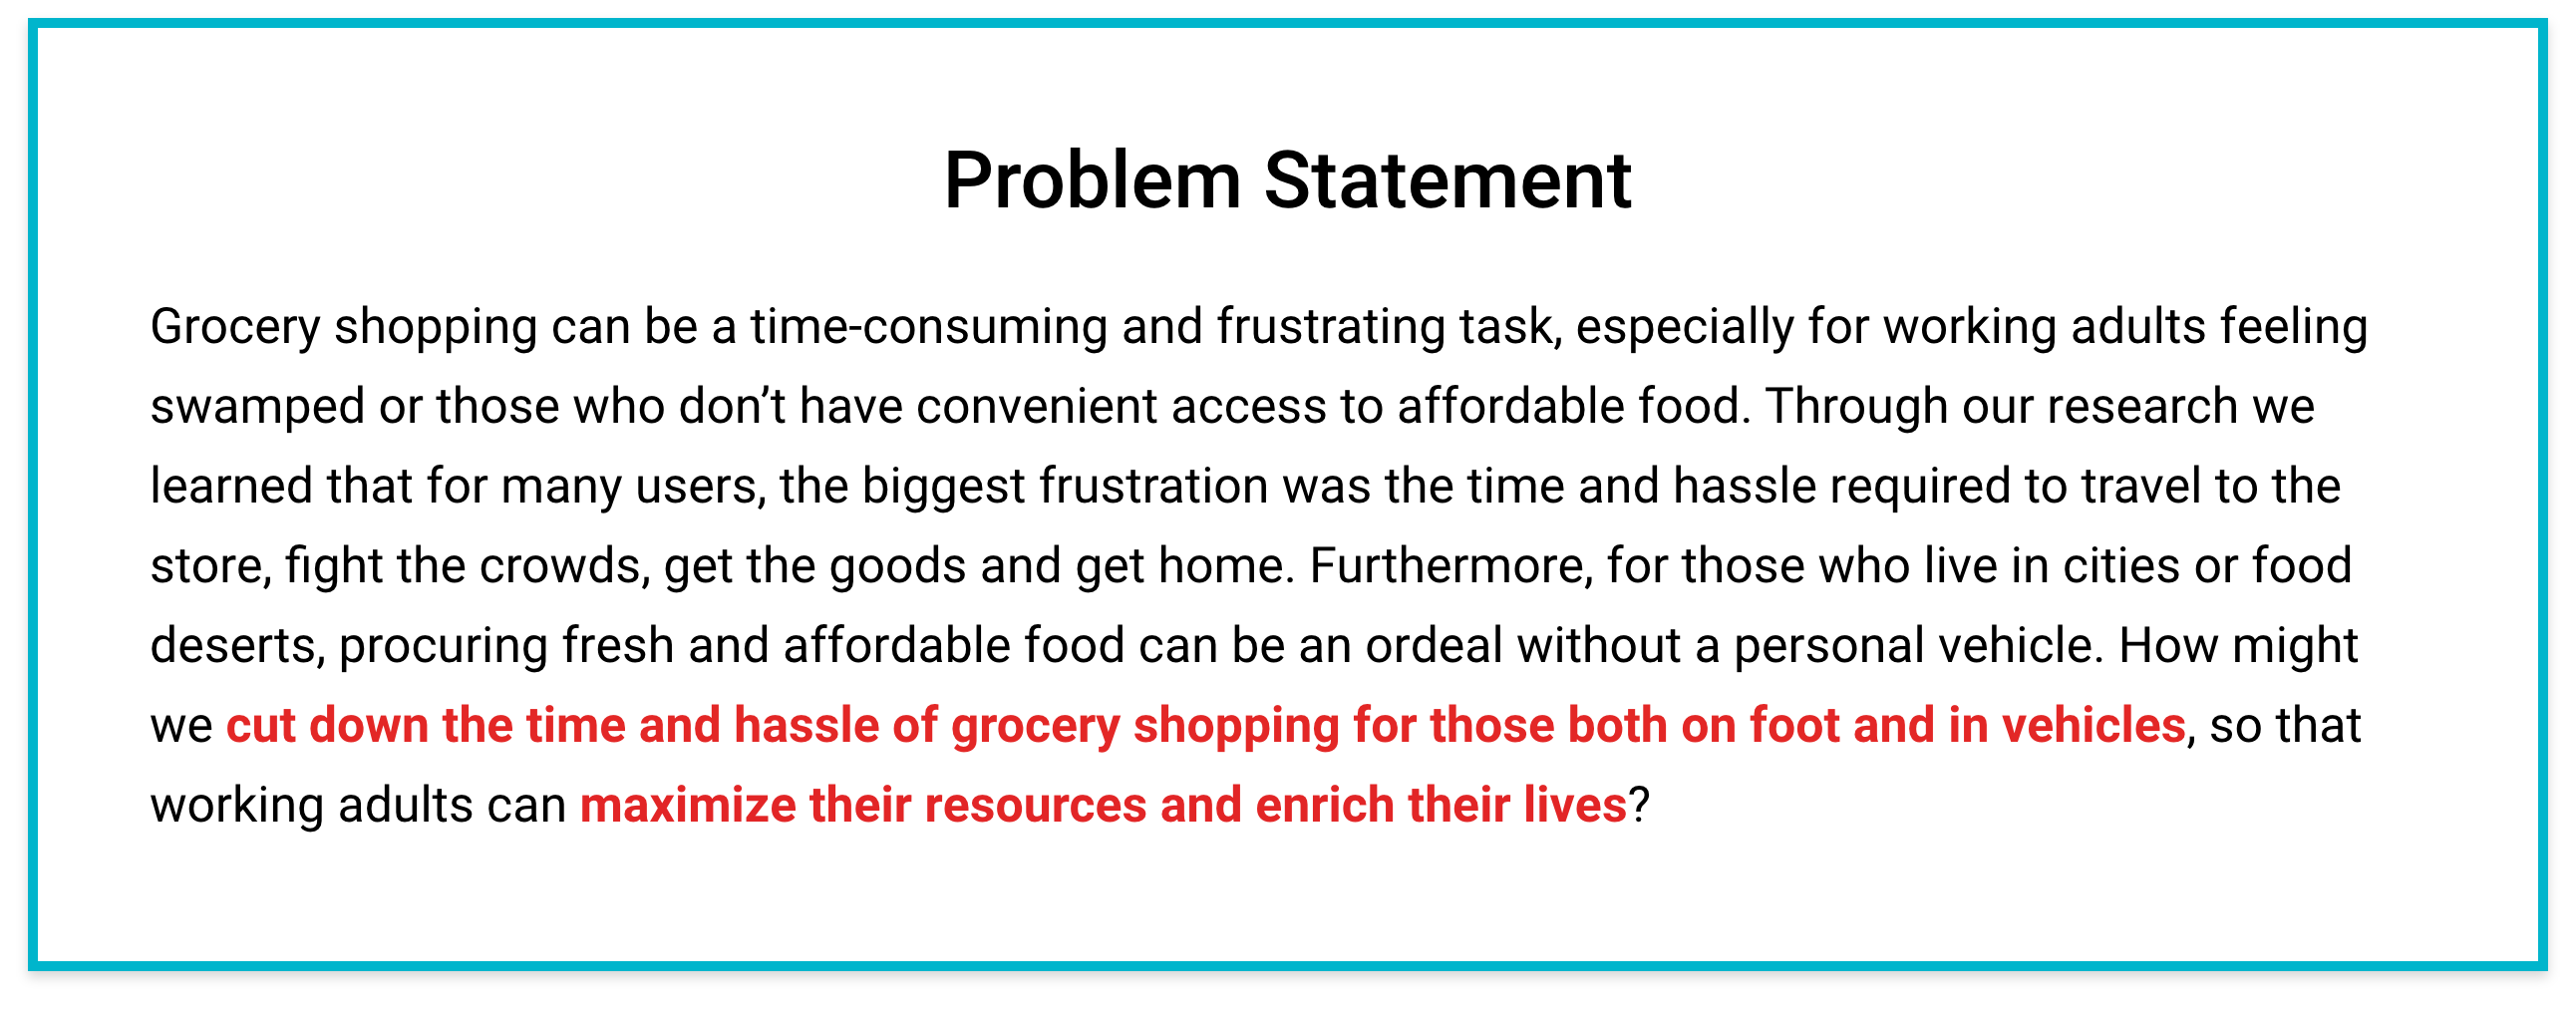 Problem Statement
Grocery shopping can be a time-consuming and frustrating task, especially for working adults feeling
swamped or those who don’t have convenient access to affordable food. Through our research we
learned that for many users, the biggest frustration was the time and hassle required to travel to the
store, fight the crowds, get the goods and get home. Furthermore, for those who live in cities or food
deserts, procuring fresh and affordable food can be an ordeal without a personal vehicle. How might
we cut down the time and hassle of grocery shopping for those both on foot and in vehicles, so that
working adults can maximize their resources and enrich their lives?